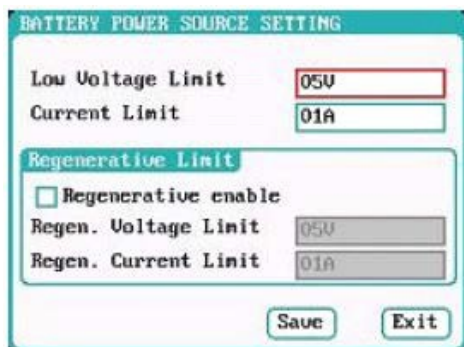 BATTERY POWER SOURCE SETTING
Low Voltage Limit 05V
Current Limit 01A
Regenerative Limit
Regenerative enable
Regen. Voltage Limit 05V
Regen. Current Limit 01A
Save Exit